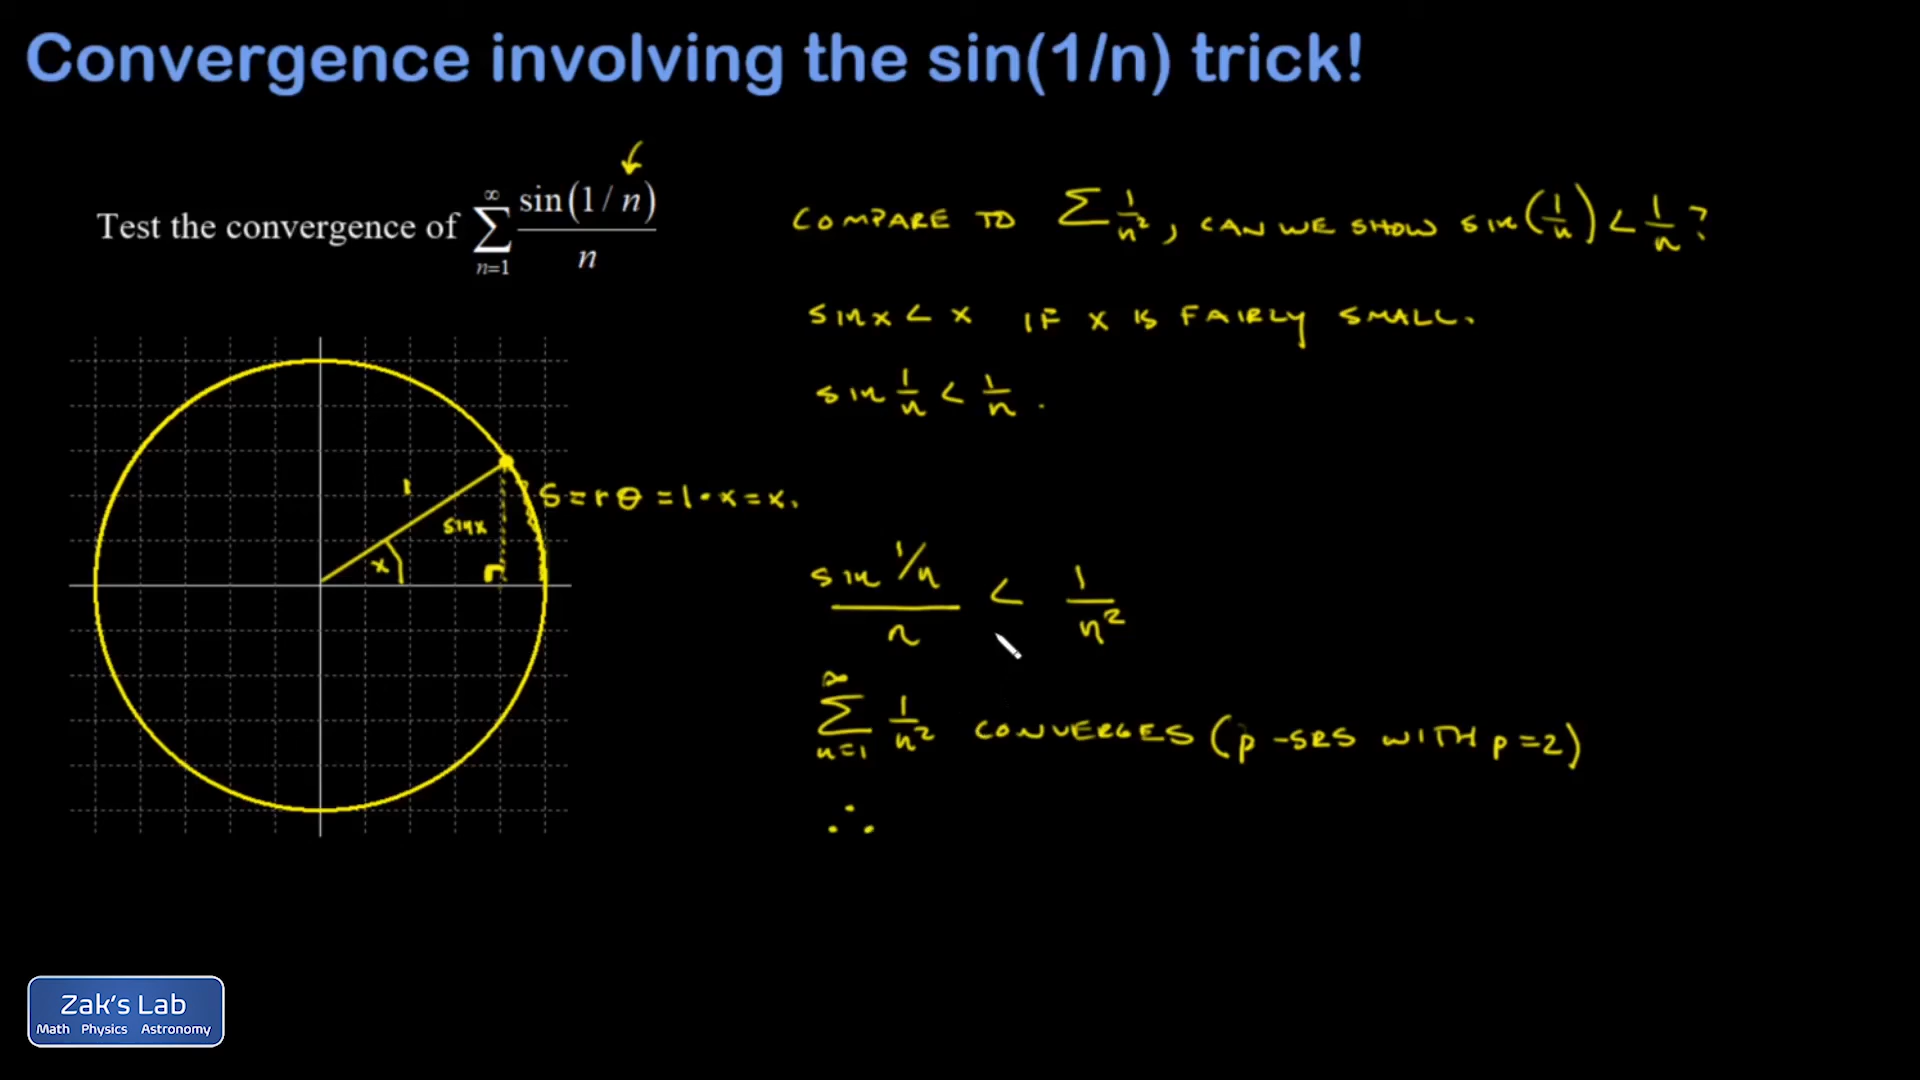 Convergence involving the sin(1/n) trick!
Test the convergence of ∑_{n=1}^{∞} sin(1/n)/n
COMPARE TO ∑ 1/n², CAN WE SHOW sin(1/n) < 1/n?
sin x < x IF x IS FAIRLY SMALL.
sin 1/n < 1/n.
1
S = rθ = 1·x = x.
sin x
x
sin 1/n / n < 1/n²
∑_{n=1}^{∞} 1/n² CONVERGES (p-SRS WITH p=2)
∴
Zak's Lab
Math Physics Astronomy